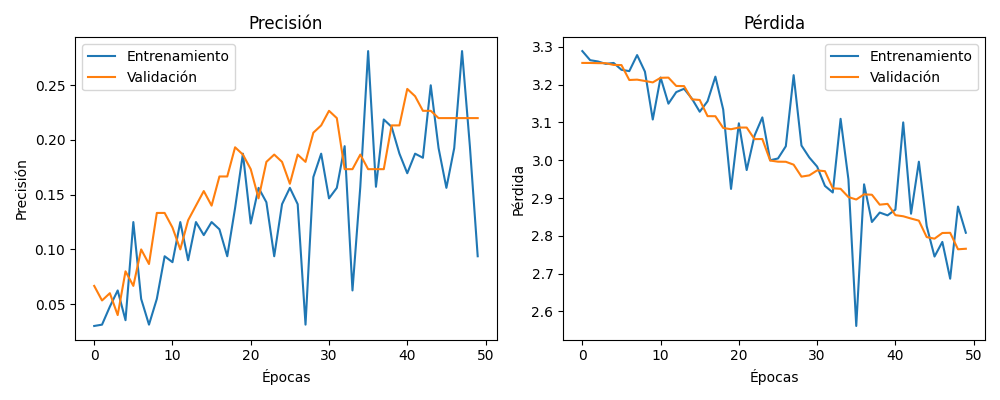 Precisión
Entrenamiento
Validación
0.25
0.20
0.15
0.10
0.05
Precisión
0 10 20 30 40 50
Épocas
Pérdida
Entrenamiento
Validación
3.3
3.2
3.1
3.0
2.9
2.8
2.7
2.6
Pérdida
0 10 20 30 40 50
Épocas